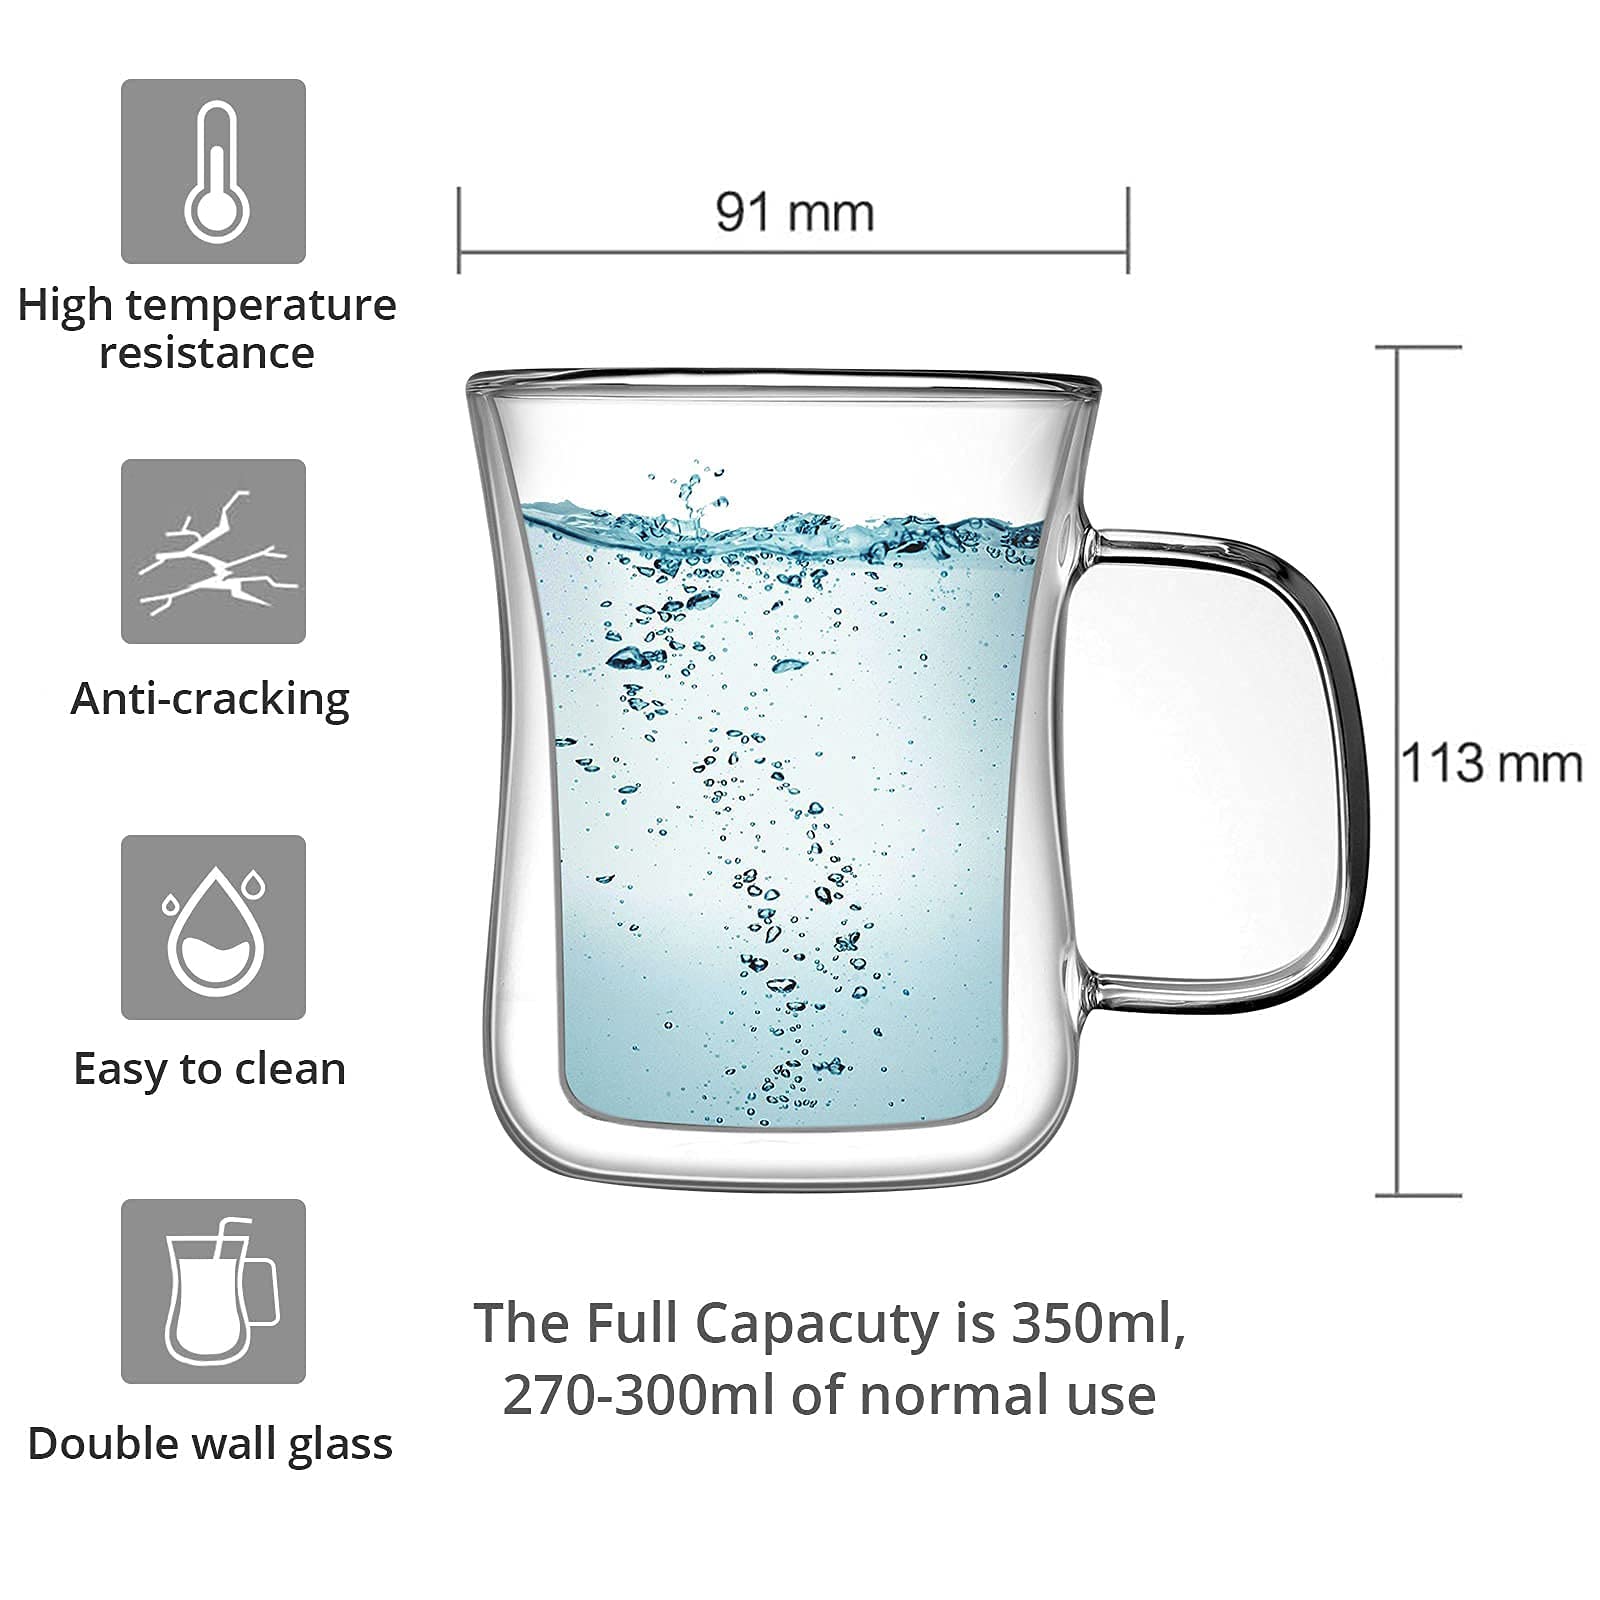 91 mm
High temperature
resistance
Anti-cracking
113 mm
Easy to clean
The Full Capacuty is 350ml,
270-300ml of normal use
Double wall glass